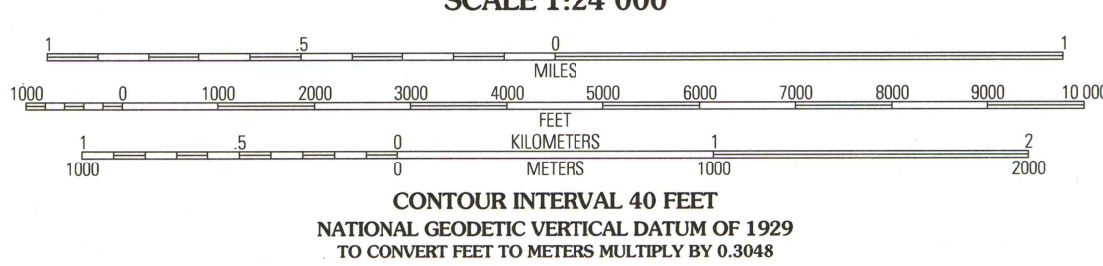 SCALE 1:24 000
1 .5 0 1
MILES
1000 0 1000 2000 3000 4000 5000 6000 7000 8000 9000 10 000
FEET
1 .5 0 KILOMETERS 1 2
1000 0 METERS 1000 2000
CONTOUR INTERVAL 40 FEET
NATIONAL GEODETIC VERTICAL DATUM OF 1929
TO CONVERT FEET TO METERS MULTIPLY BY 0.3048